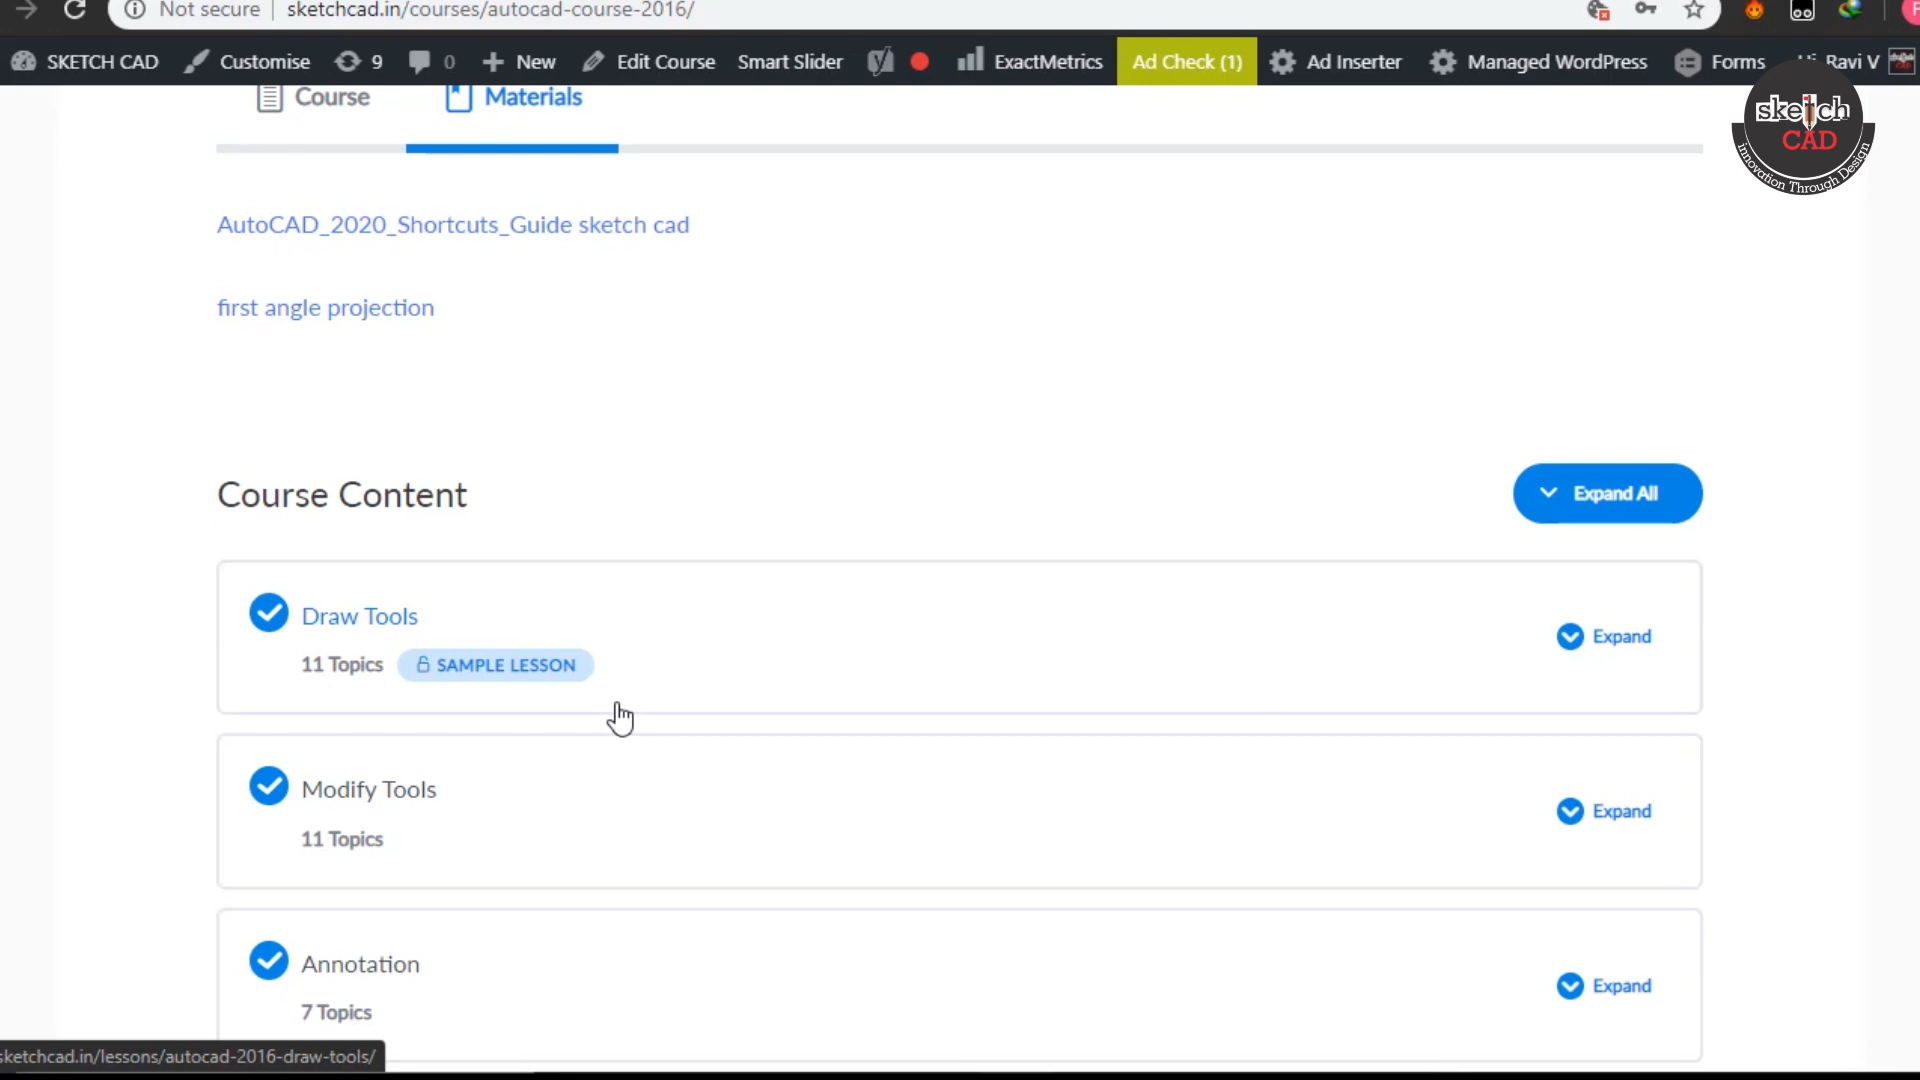 Not secure sketchcad.in/courses/autocad-course-2016/
SKETCH CAD Customise 9 0 New Edit Course Smart Slider ExactMetrics Ad Check (1) Ad Inserter Managed WordPress Forms Ravi V
Course Materials
sketch
CAD
innovation Through Design
AutoCAD_2020_Shortcuts_Guide sketch cad
first angle projection
Course Content
Expand All
Draw Tools
11 Topics SAMPLE LESSON
Expand
Modify Tools
11 Topics
Expand
Annotation
7 Topics
Expand
sketchcad.in/lessons/autocad-2016-draw-tools/